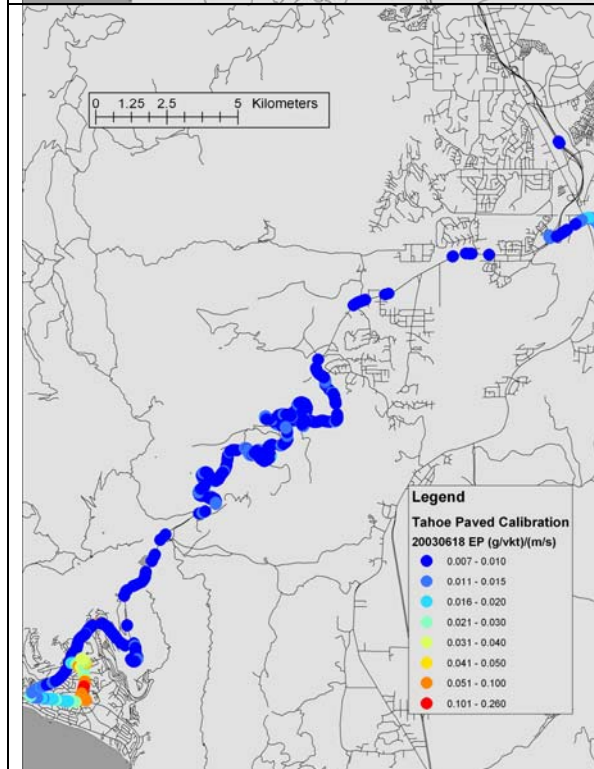 0 1.25 2.5 5 Kilometers
Legend
Tahoe Paved Calibration
20030618 EP (g/vkt)/(m/s)
0.007 - 0.010
0.011 - 0.015
0.016 - 0.020
0.021 - 0.030
0.031 - 0.040
0.041 - 0.050
0.051 - 0.100
0.101 - 0.260